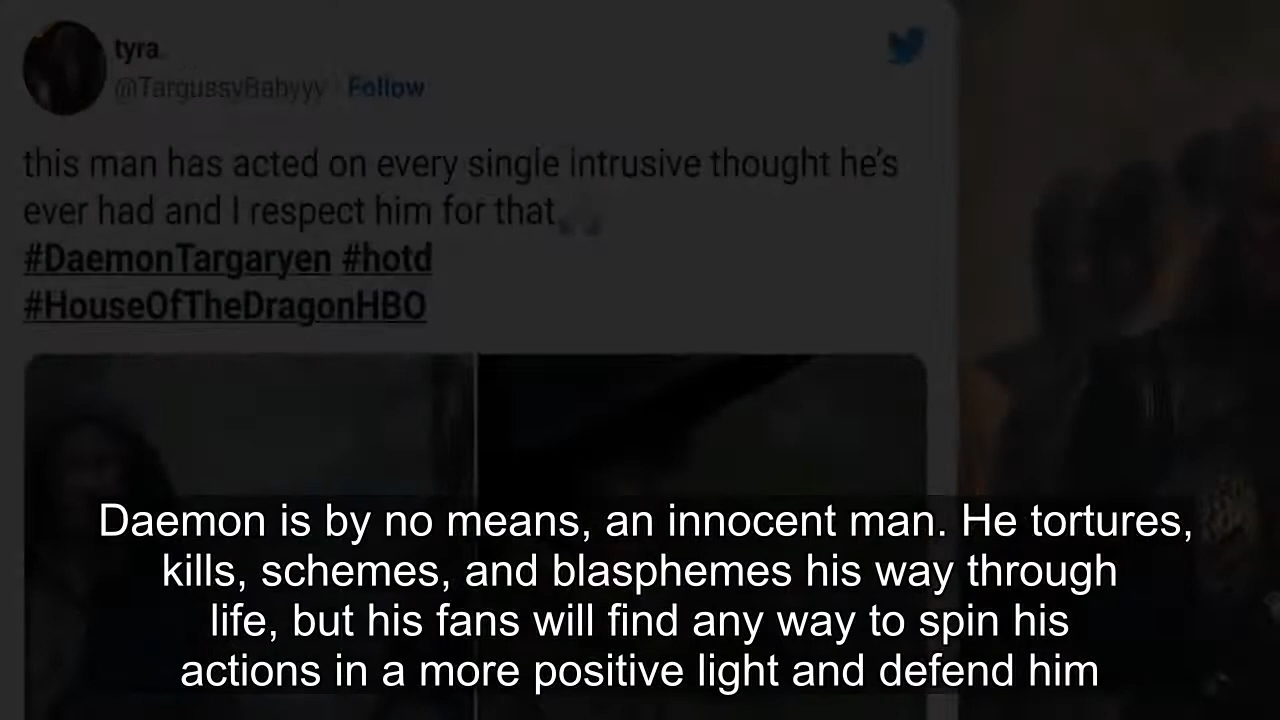 tyra.
@TargussyBabyyy · Follow
this man has acted on every single intrusive thought he's
ever had and I respect him for that
#DaemonTargaryen #hotd
#HouseOfTheDragonHBO
Daemon is by no means, an innocent man. He tortures,
kills, schemes, and blasphemes his way through
life, but his fans will find any way to spin his
actions in a more positive light and defend him